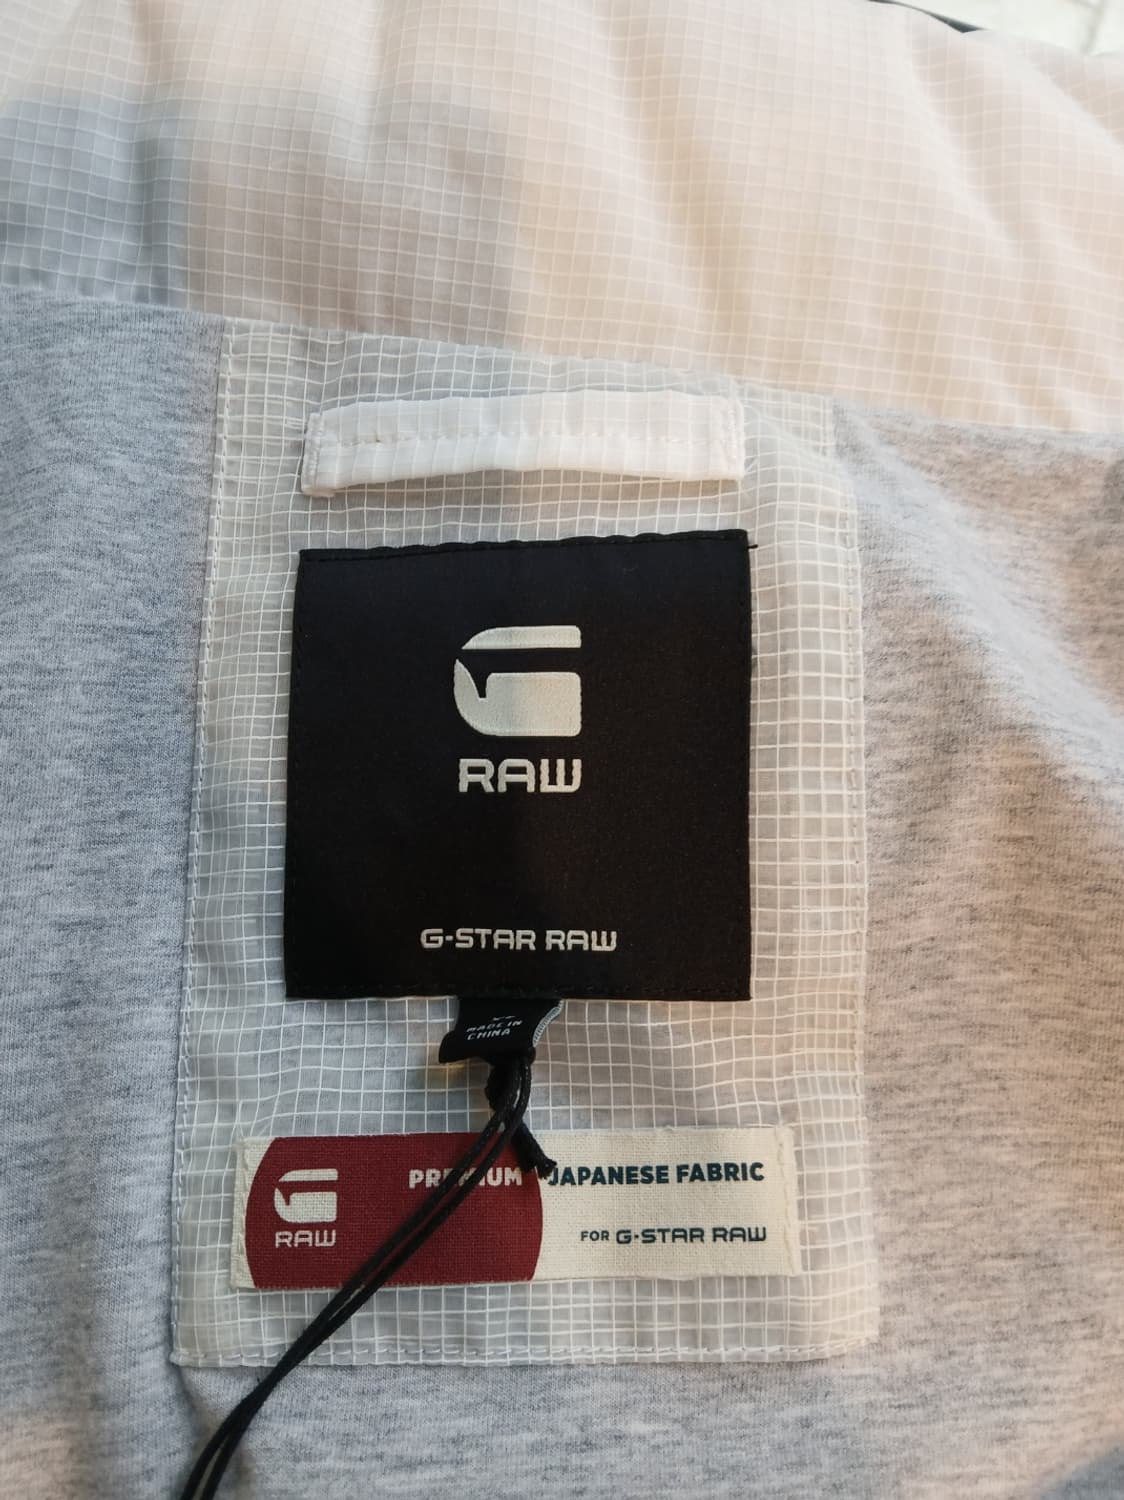 RAW
G-STAR RAW
MADE IN
CHINA
PREMIUM JAPANESE FABRIC
RAW
FOR G-STAR RAW